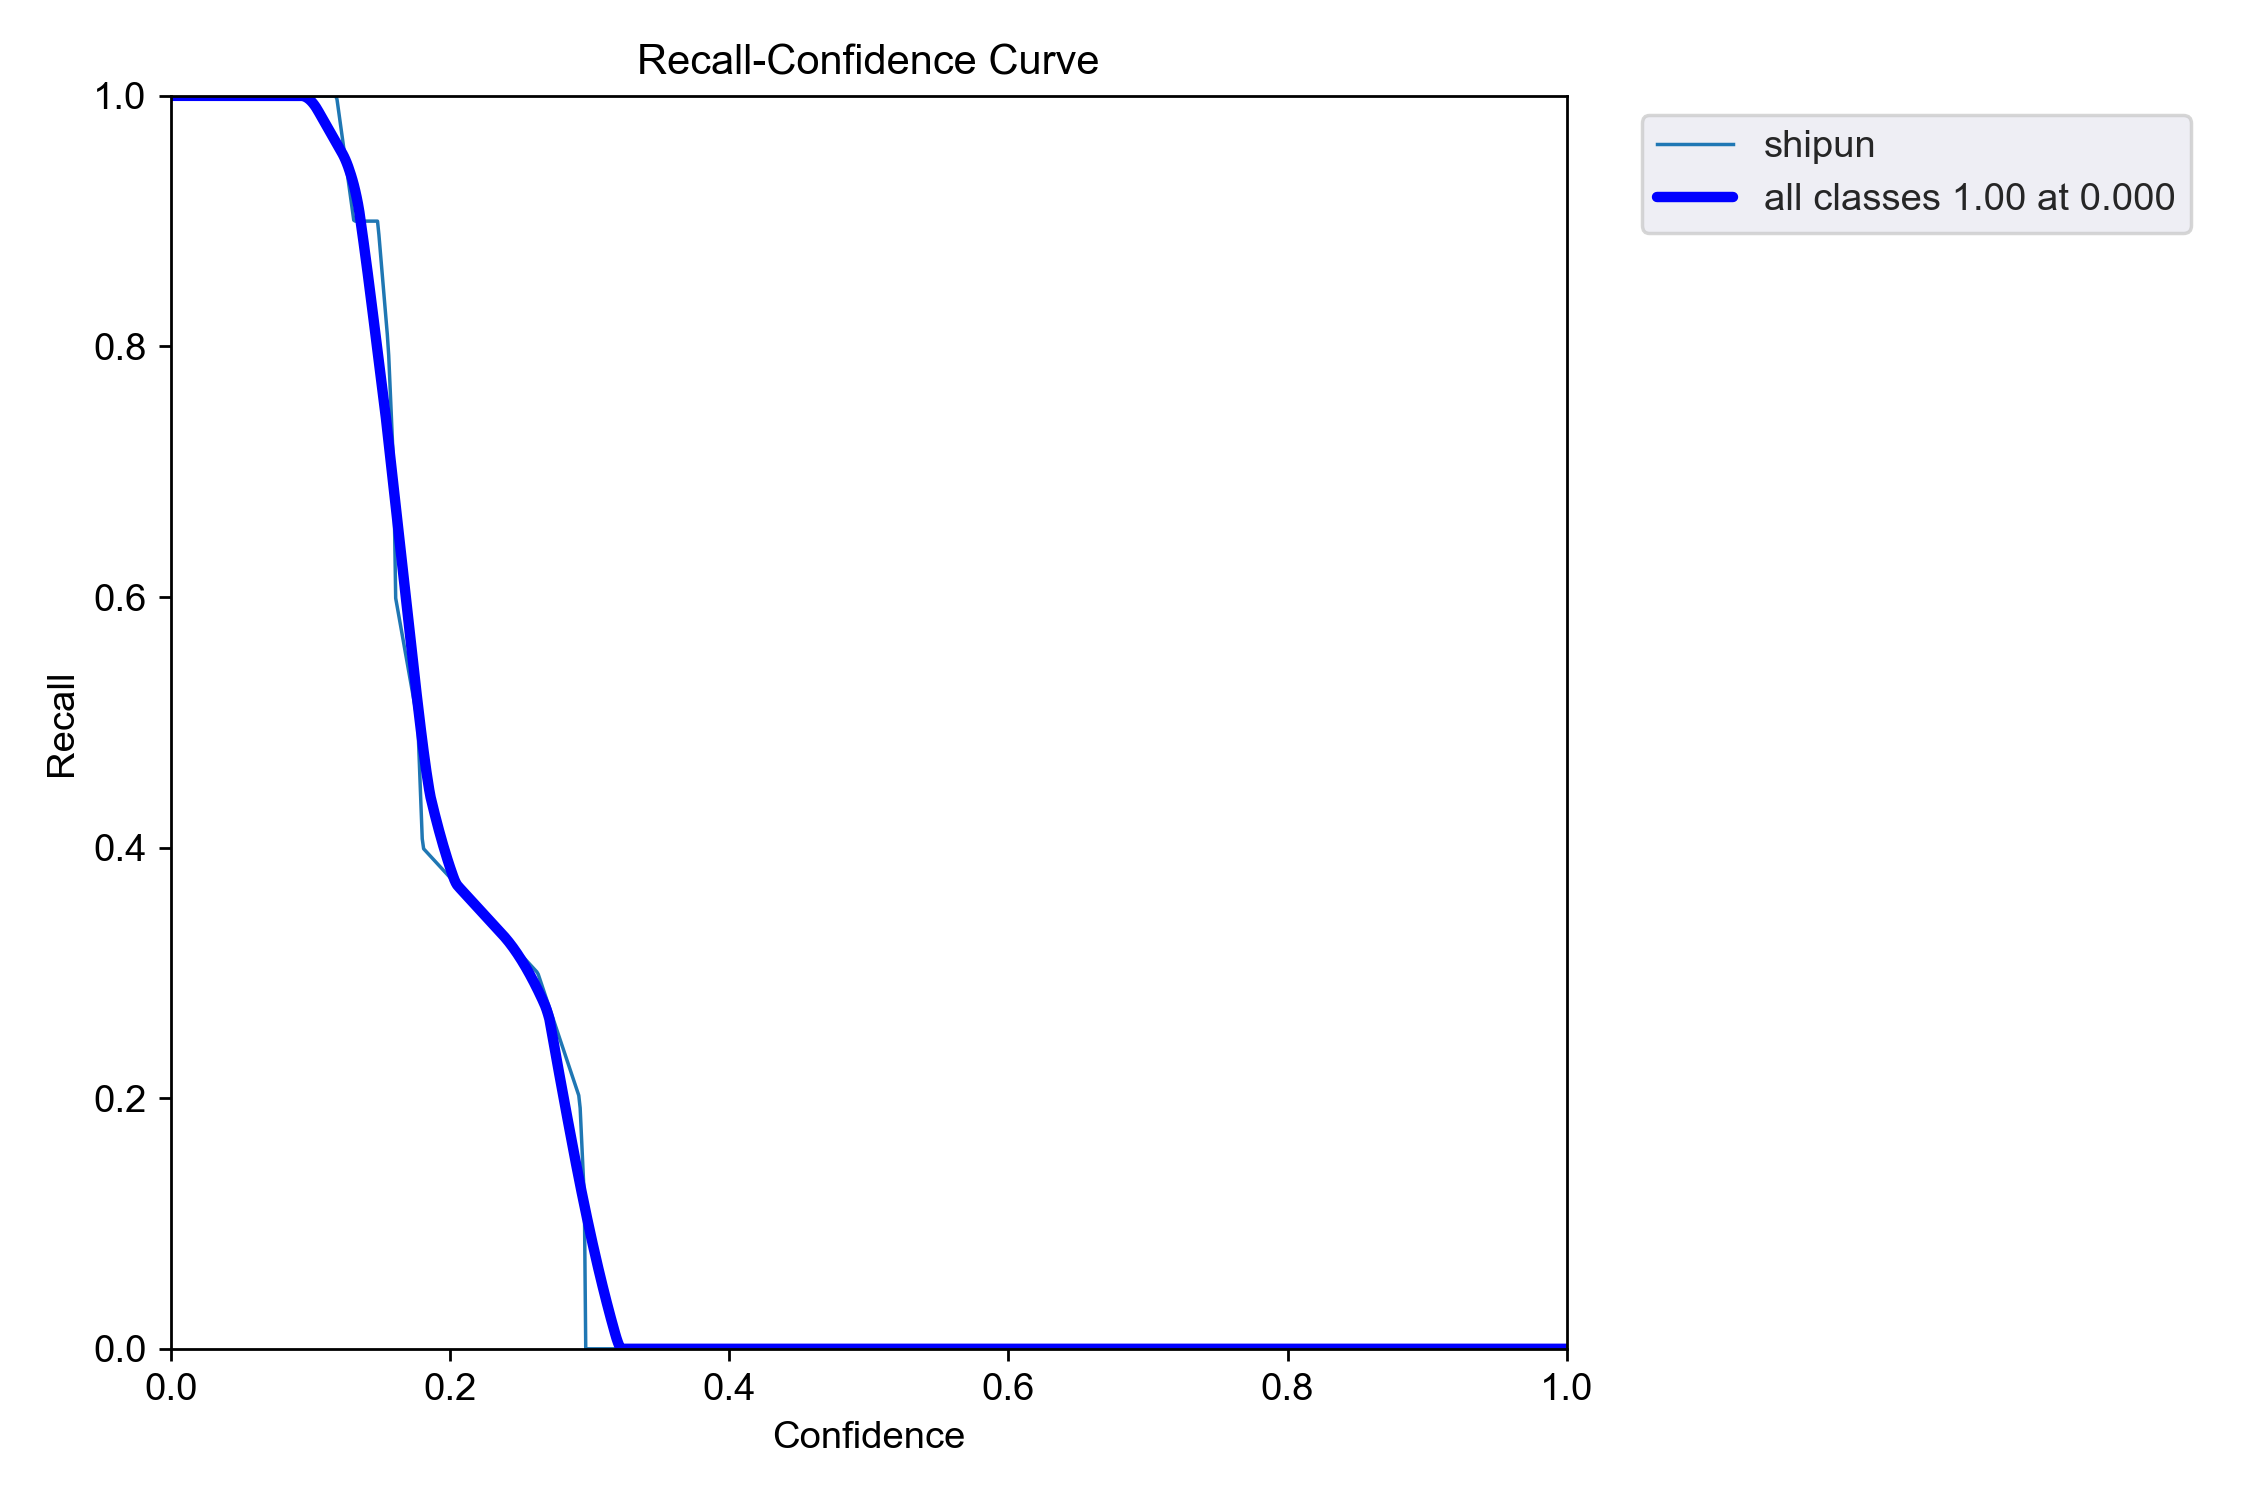 Recall-Confidence Curve
shipun
all classes 1.00 at 0.000
1.0
0.8
0.6
0.4
0.2
0.0
Recall
0.0 0.2 0.4 0.6 0.8 1.0
Confidence